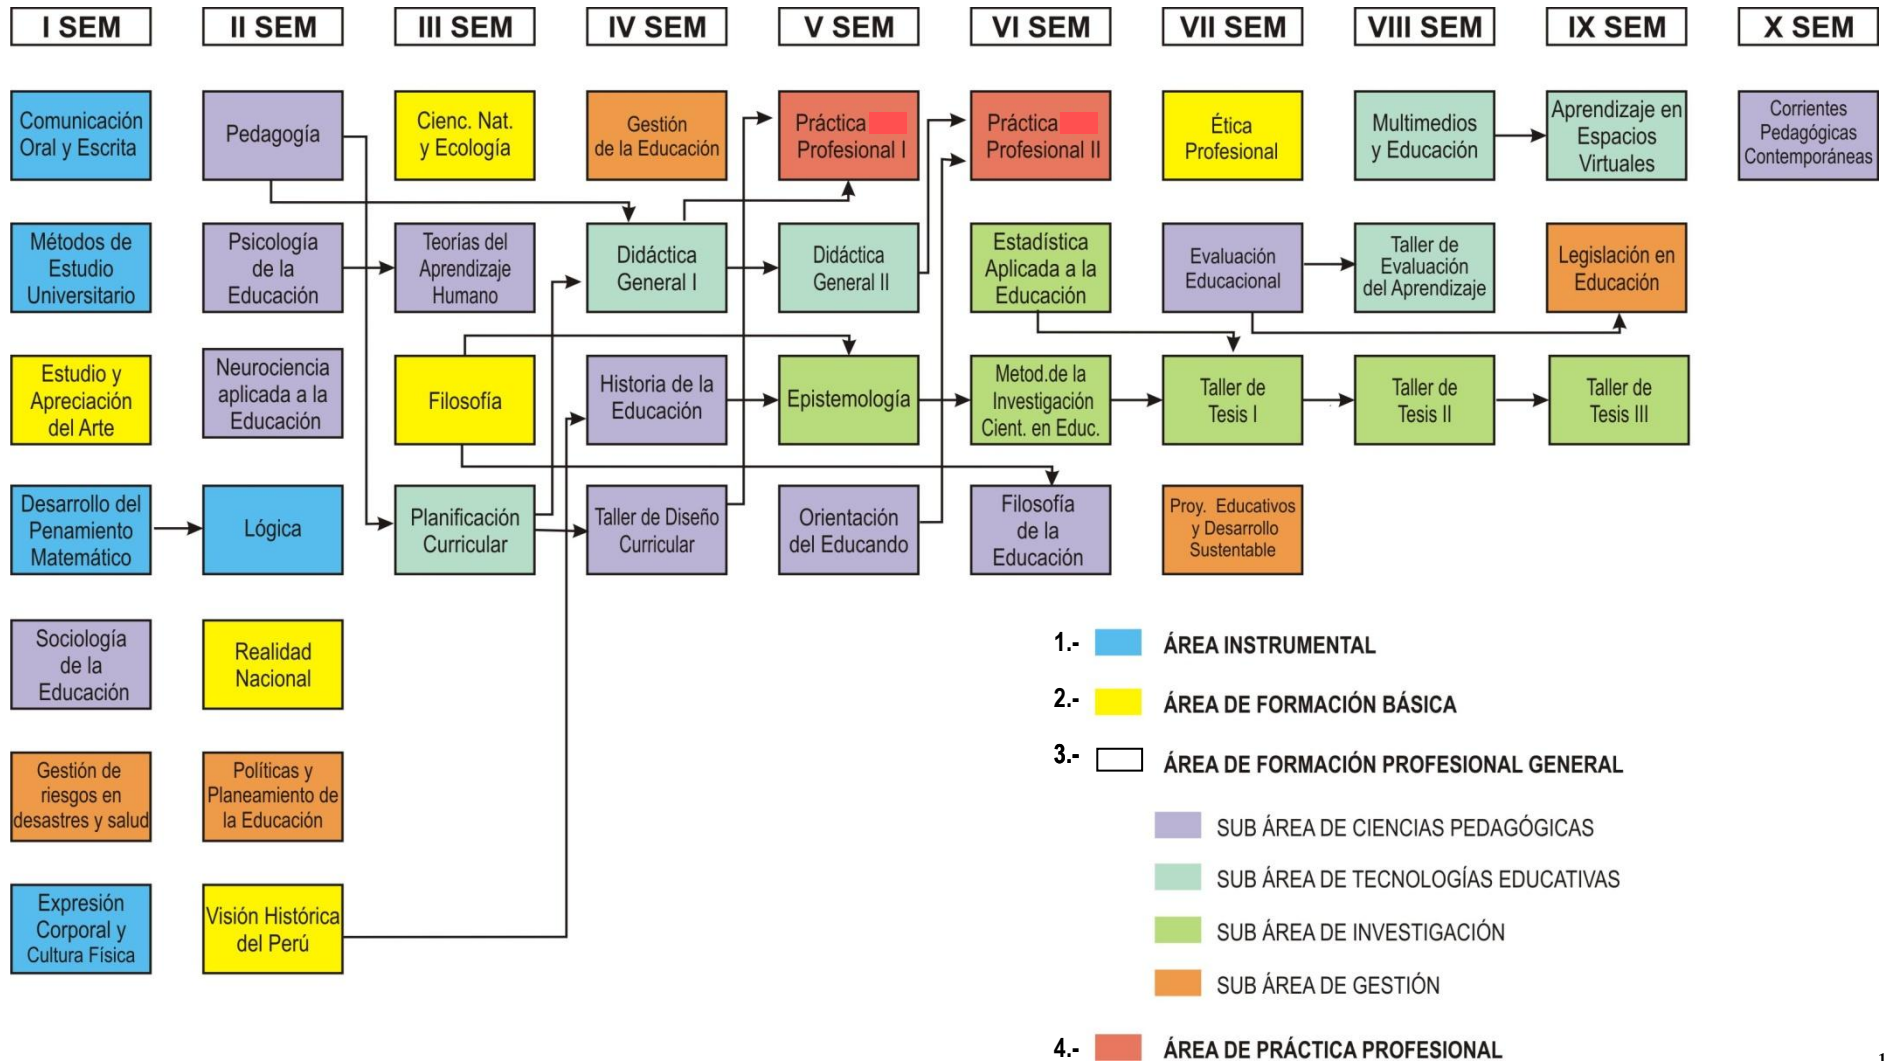 I SEM
II SEM
III SEM
IV SEM
V SEM
VI SEM
VII SEM
VIII SEM
IX SEM
X SEM
Comunicación
Oral y Escrita
Pedagogía
Cienc. Nat.
y Ecología
Gestión
de la Educación
Práctica
Profesional I
Práctica
Profesional II
Ética
Profesional
Multimedios
y Educación
Aprendizaje en
Espacios
Virtuales
Corrientes
Pedagógicas
Contemporáneas
Métodos de
Estudio
Universitario
Psicología
de la
Educación
Teorías del
Aprendizaje
Humano
Didáctica
General I
Didáctica
General II
Estadística
Aplicada a la
Educación
Evaluación
Educacional
Taller de
Evaluación
del Aprendizaje
Legislación en
Educación
Estudio y
Apreciación
del Arte
Neurociencia
aplicada a la
Educación
Filosofía
Historia de la
Educación
Epistemología
Metod.de la
Investigación
Cient. en Educ.
Taller de
Tesis I
Taller de
Tesis II
Taller de
Tesis III
Desarrollo del
Penamiento
Matemático
Lógica
Planificación
Curricular
Taller de Diseño
Curricular
Orientación
del Educando
Filosofía
de la
Educación
Proy. Educativos
y Desarrollo
Sustentable
Sociología
de la
Educación
Realidad
Nacional
Gestión de
riesgos en
desastres y salud
Políticas y
Planeamiento de
la Educación
Expresión
Corporal y
Cultura Física
Visión Histórica
del Perú
1.- ÁREA INSTRUMENTAL
2.- ÁREA DE FORMACIÓN BÁSICA
3.- ÁREA DE FORMACIÓN PROFESIONAL GENERAL
SUB ÁREA DE CIENCIAS PEDAGÓGICAS
SUB ÁREA DE TECNOLOGÍAS EDUCATIVAS
SUB ÁREA DE INVESTIGACIÓN
SUB ÁREA DE GESTIÓN
4.- ÁREA DE PRÁCTICA PROFESIONAL
1